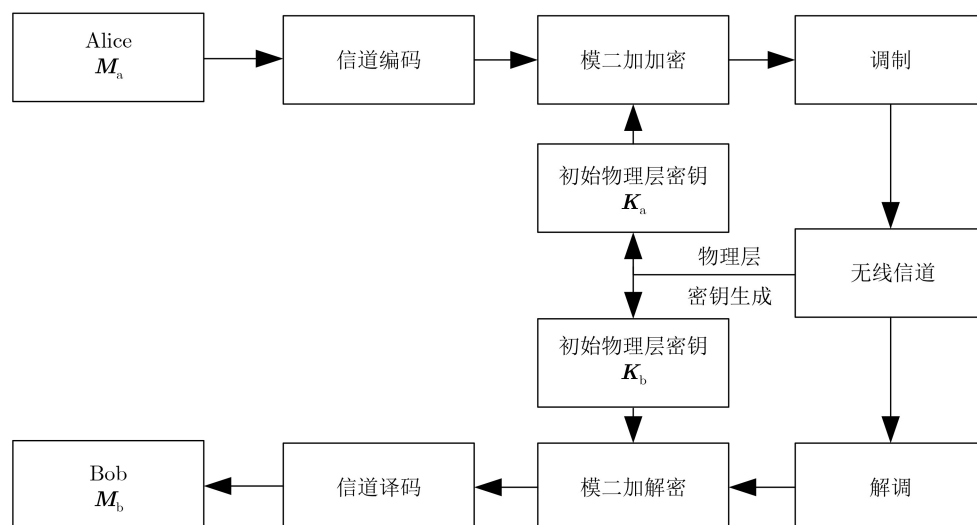 Alice
Mₐ
信道编码
模二加加密
调制
初始物理层密钥
Kₐ
物理层
密钥生成
无线信道
初始物理层密钥
K_b
Bob
M_b
信道译码
模二加解密
解调